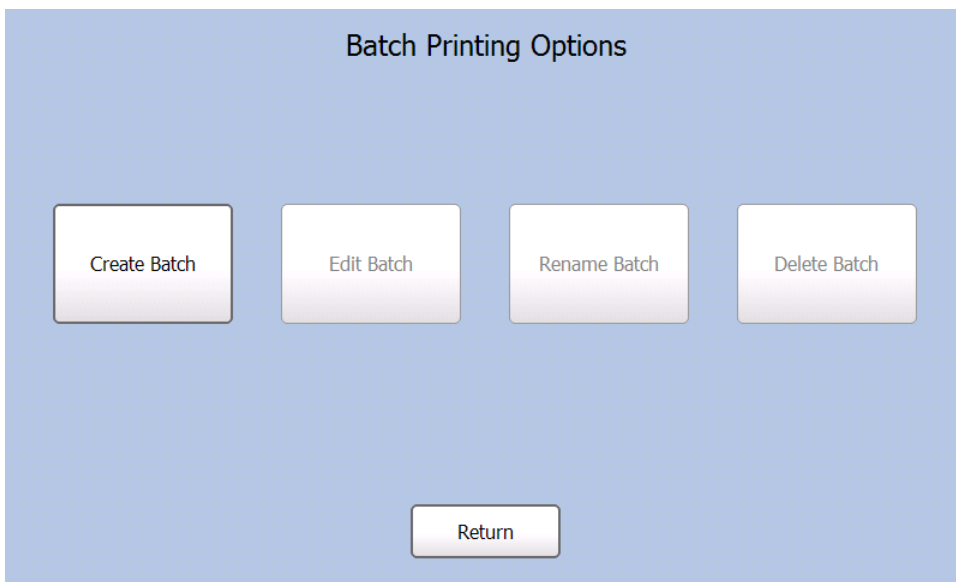 Batch Printing Options
Create Batch
Edit Batch
Rename Batch
Delete Batch
Return